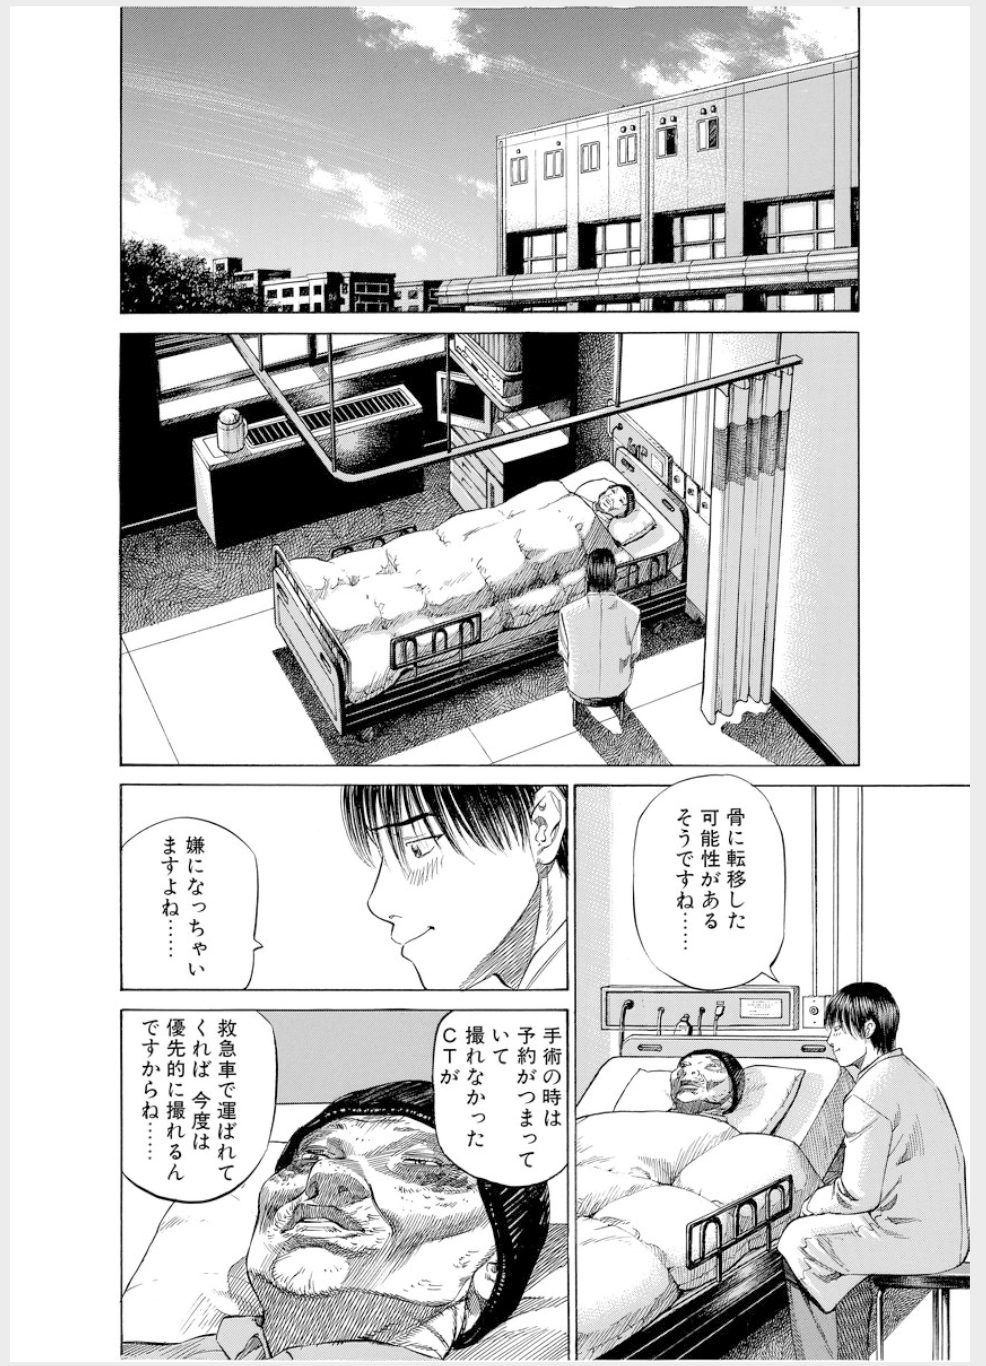 骨に転移した
可能性がある
そうですね……
嫌になっちゃい
ますよね……
手術の時は
予約がつまって
いて
撮れなかった
ＣＴが
救急車で運ばれて
くれば 今度は
優先的に撮れるん
ですからね……